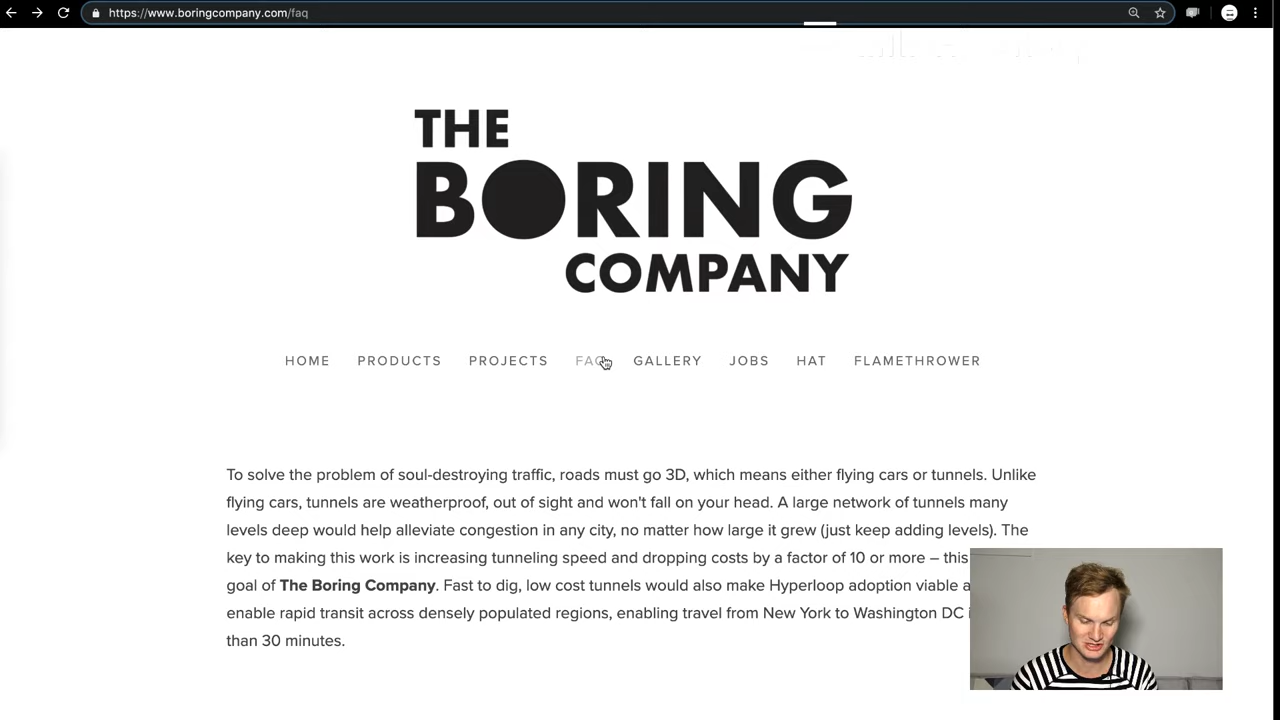 https://www.boringcompany.com/faq
THE
BORING
COMPANY
HOME PRODUCTS PROJECTS FAQ GALLERY JOBS HAT FLAMETHROWER
To solve the problem of soul-destroying traffic, roads must go 3D, which means either flying cars or tunnels. Unlike
flying cars, tunnels are weatherproof, out of sight and won't fall on your head. A large network of tunnels many
levels deep would help alleviate congestion in any city, no matter how large it grew (just keep adding levels). The
key to making this work is increasing tunneling speed and dropping costs by a factor of 10 or more – this
goal of The Boring Company. Fast to dig, low cost tunnels would also make Hyperloop adoption viable
enable rapid transit across densely populated regions, enabling travel from New York to Washington DC
than 30 minutes.